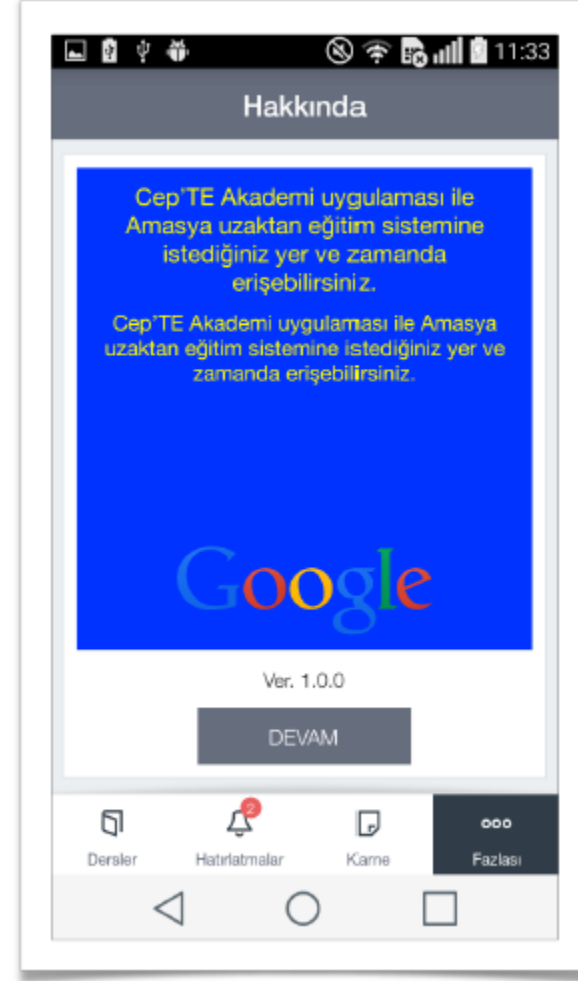 11:33
Hakkında
Cep'TE Akademi uygulaması ile
Amasya uzaktan eğitim sistemine
istediğiniz yer ve zamanda
erişebilirsiniz.
Cep'TE Akademi uygulaması ile Amasya
uzaktan eğitim sistemine istediğiniz yer ve
zamanda erişebilirsiniz.
Google
Ver. 1.0.0
DEVAM
2
Dersler Hatırlatmalar Karne Fazlası